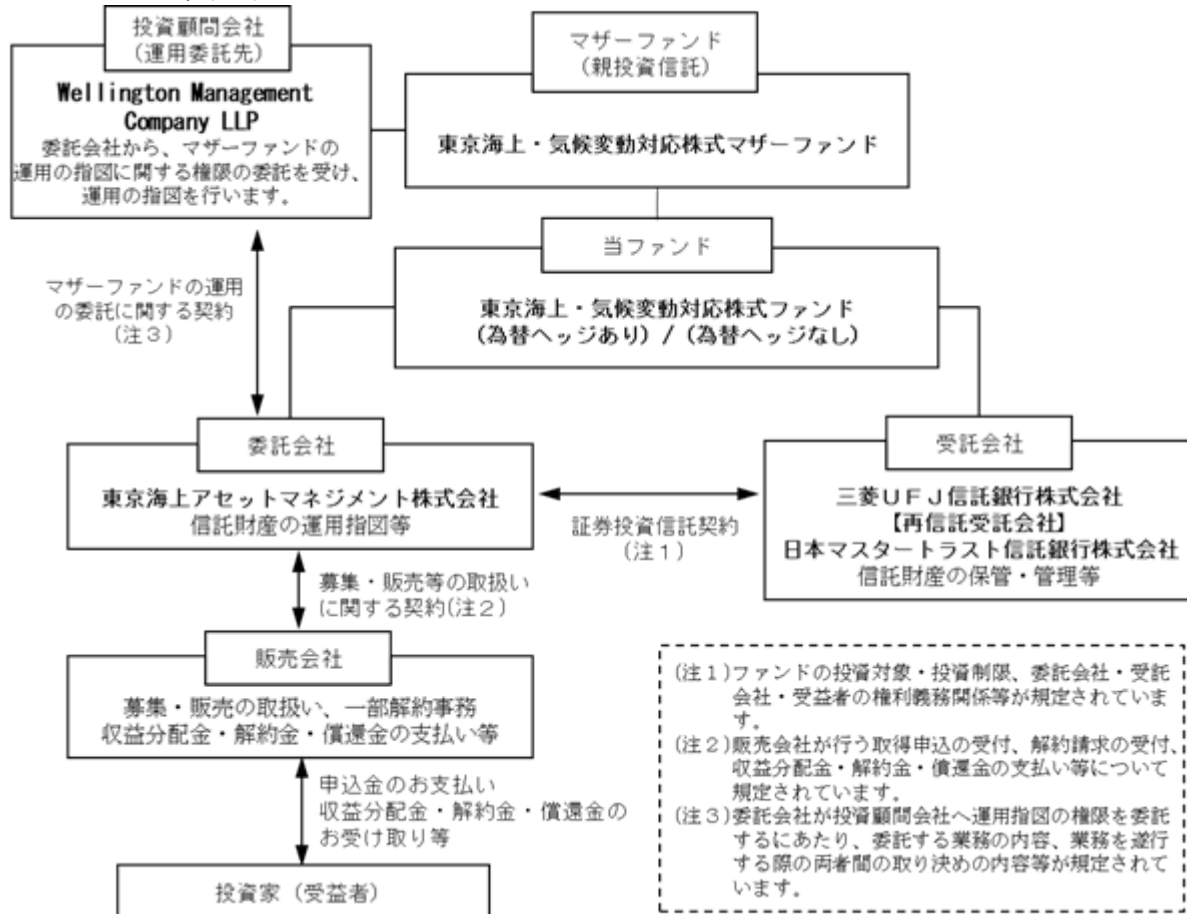 投資顧問会社
(運用委託先)
Wellington Management
Company LLP
委託会社から、マザーファンドの
運用の指図に関する権限の委託を受け、
運用の指図を行います。
マザーファンド
(親投資信託)
東京海上・気候変動対応株式マザーファンド
当ファンド
東京海上・気候変動対応株式ファンド
(為替ヘッジあり) / (為替ヘッジなし)
マザーファンドの運用
の委託に関する契約
(注3)
委託会社
東京海上アセットマネジメント株式会社
信託財産の運用指図等
証券投資信託契約
(注1)
受託会社
三菱UFJ信託銀行株式会社
【再信託受託会社】
日本マスタートラスト信託銀行株式会社
信託財産の保管・管理等
募集・販売等の取扱い
に関する契約(注2)
販売会社
募集・販売の取扱い、一部解約事務
収益分配金・解約金・償還金の支払い等
申込金のお支払い
収益分配金・解約金・償還金の
お受け取り等
投資家(受益者)
(注1)ファンドの投資対象・投資制限、委託会社・受託
会社・受益者の権利義務関係等が規定されていま
す。
(注2)販売会社が行う取得申込の受付、解約請求の受付、
収益分配金・解約金・償還金の支払い等について
規定されています。
(注3)委託会社が投資顧問会社へ運用指図の権限を委託
するにあたり、委託する業務の内容、業務を遂行
する際の両者間の取り決めの内容等が規定されて
います。